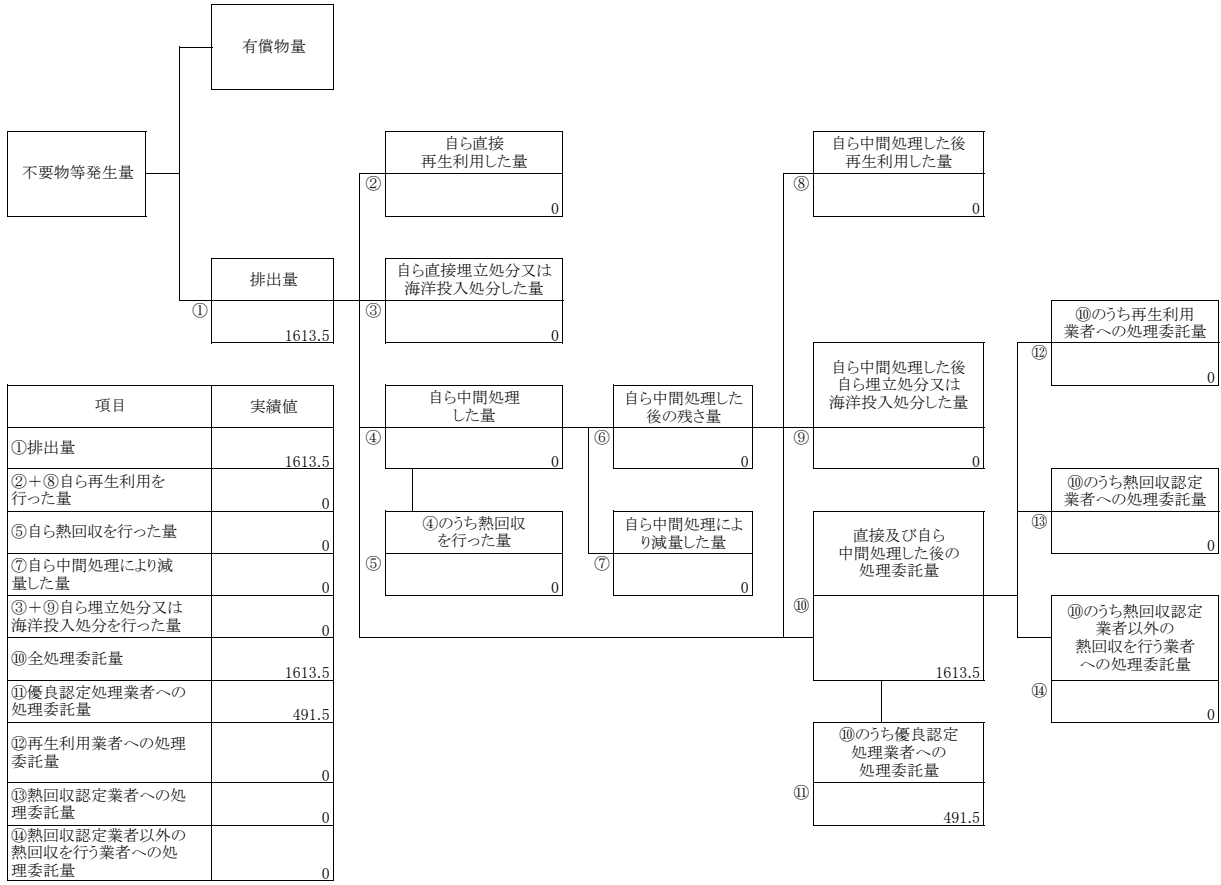 有償物量
不要物等発生量
自ら直接
再生利用した量
②
0
自ら中間処理した後
再生利用した量
⑧
0
排出量
①
1613.5
自ら直接埋立処分又は
海洋投入処分した量
③
0
⑩のうち再生利用
業者への処理委託量
⑫
0
自ら中間処理
した量
④
0
自ら中間処理した
後の残さ量
⑥
0
自ら中間処理した後
自ら埋立処分又は
海洋投入処分した量
⑨
0
⑩のうち熱回収認定
業者への処理委託量
⑬
0
④のうち熱回収
を行った量
⑤
0
自ら中間処理によ
り減量した量
⑦
0
直接及び自ら
中間処理した後の
処理委託量
⑩
1613.5
⑩のうち熱回収認定
業者以外の
熱回収を行う業者
への処理委託量
⑭
0
⑩のうち優良認定
処理業者への
処理委託量
⑪
491.5
項目
実績値
①排出量
1613.5
②＋⑧自ら再生利用を
行った量
0
⑤自ら熱回収を行った量
0
⑦自ら中間処理により減
量した量
0
③＋⑨自ら埋立処分又は
海洋投入処分を行った量
0
⑩全処理委託量
1613.5
⑪優良認定処理業者への
処理委託量
491.5
⑫再生利用業者への処理
委託量
0
⑬熱回収認定業者への処
理委託量
0
⑭熱回収認定業者以外の
熱回収を行う業者への処
理委託量
0